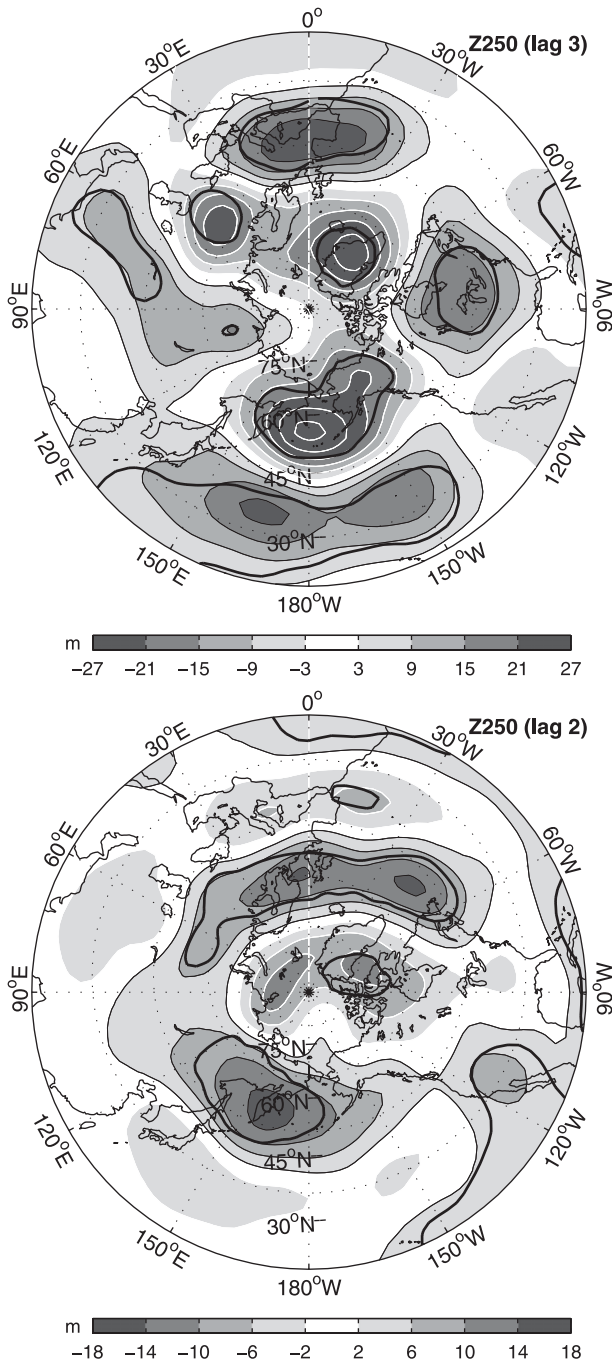 0°
Z250 (lag 3)
30°E
30°W
60°E
60°W
90°E
90°W
75°N
60°N
120°E
120°W
45°N
30°N
150°E
150°W
180°W
m
−27 −21 −15 −9 −3 3 9 15 21 27
0°
Z250 (lag 2)
30°E
30°W
60°E
60°W
90°E
90°W
75°N
60°N
120°E
120°W
45°N
30°N
150°E
150°W
180°W
m
−18 −14 −10 −6 −2 2 6 10 14 18